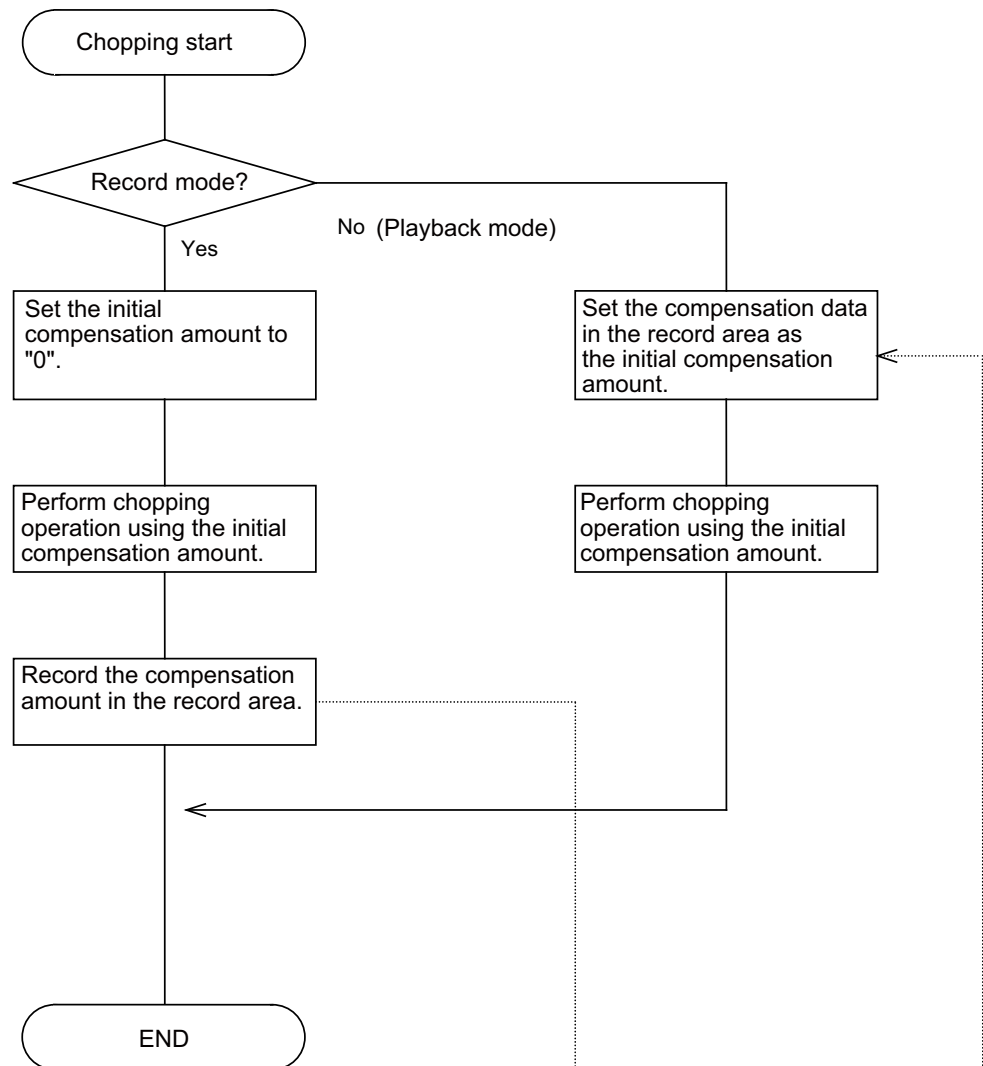 Chopping start
Record mode?
No (Playback mode)
Yes
Set the initial
compensation amount to
"0".
Set the compensation data
in the record area as
the initial compensation
amount.
Perform chopping
operation using the initial
compensation amount.
Perform chopping
operation using the initial
compensation amount.
Record the compensation
amount in the record area.
END